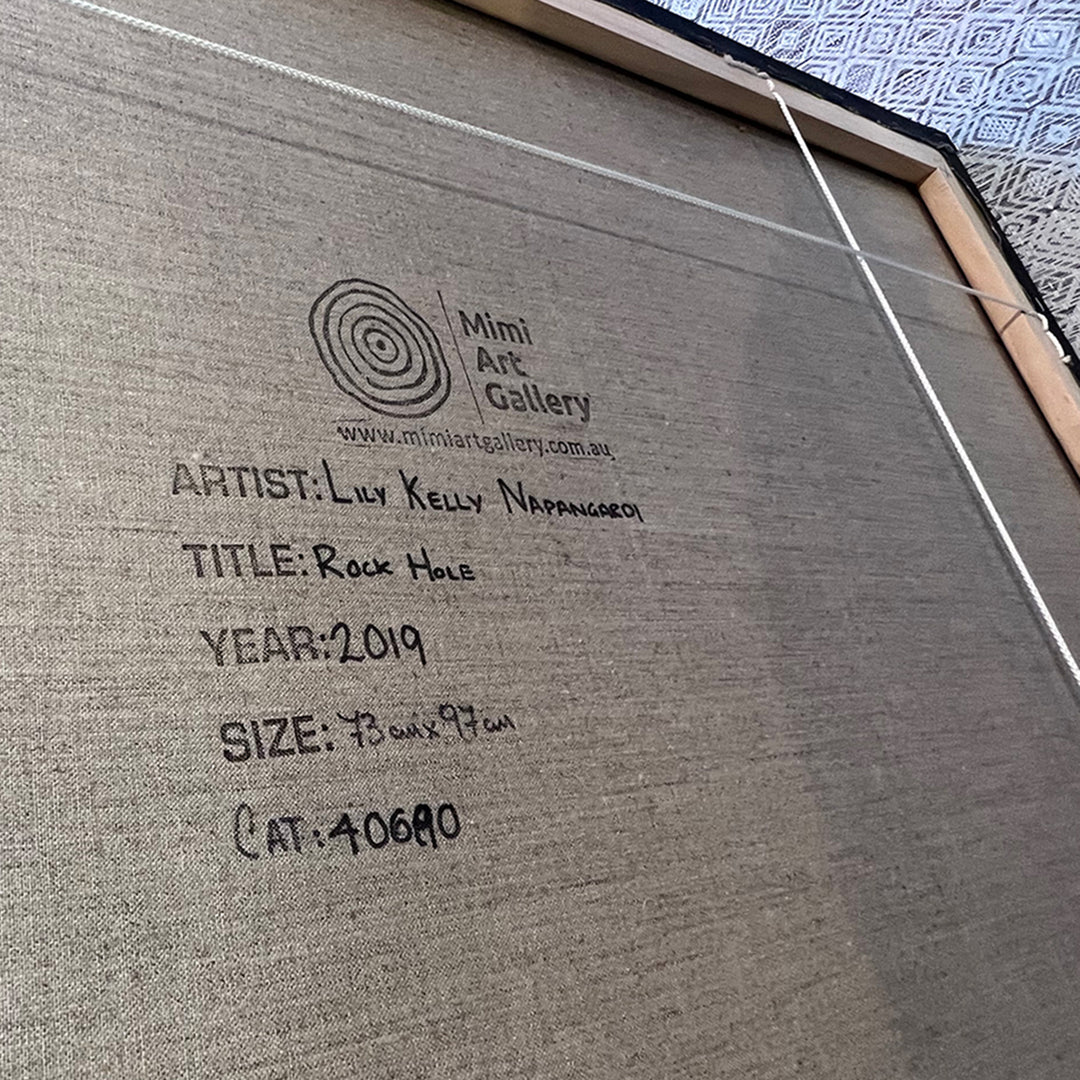 Mimi
Art
Gallery
www.mimiartgallery.com.au
ARTIST: LILY KELLY NAPANGARDI
TITLE: ROCK HOLE
YEAR: 2019
SIZE: 73cm x 97cm
CAT: